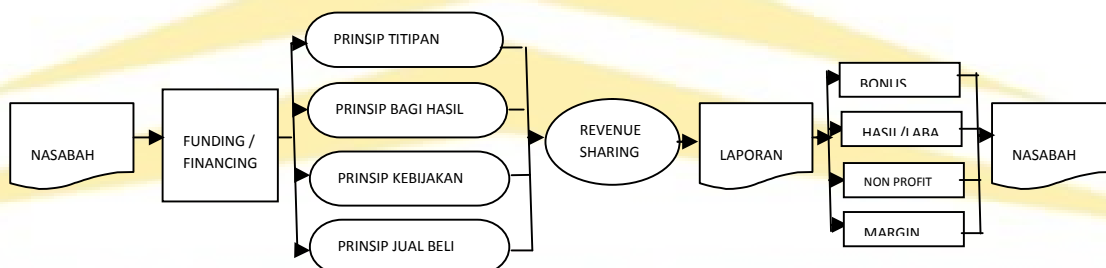 NASABAH
FUNDING /
FINANCING
PRINSIP TITIPAN
PRINSIP BAGI HASIL
PRINSIP KEBIJAKAN
PRINSIP JUAL BELI
REVENUE
SHARING
LAPORAN
BONUS
HASIL/LABA
NON PROFIT
MARGIN
NASABAH